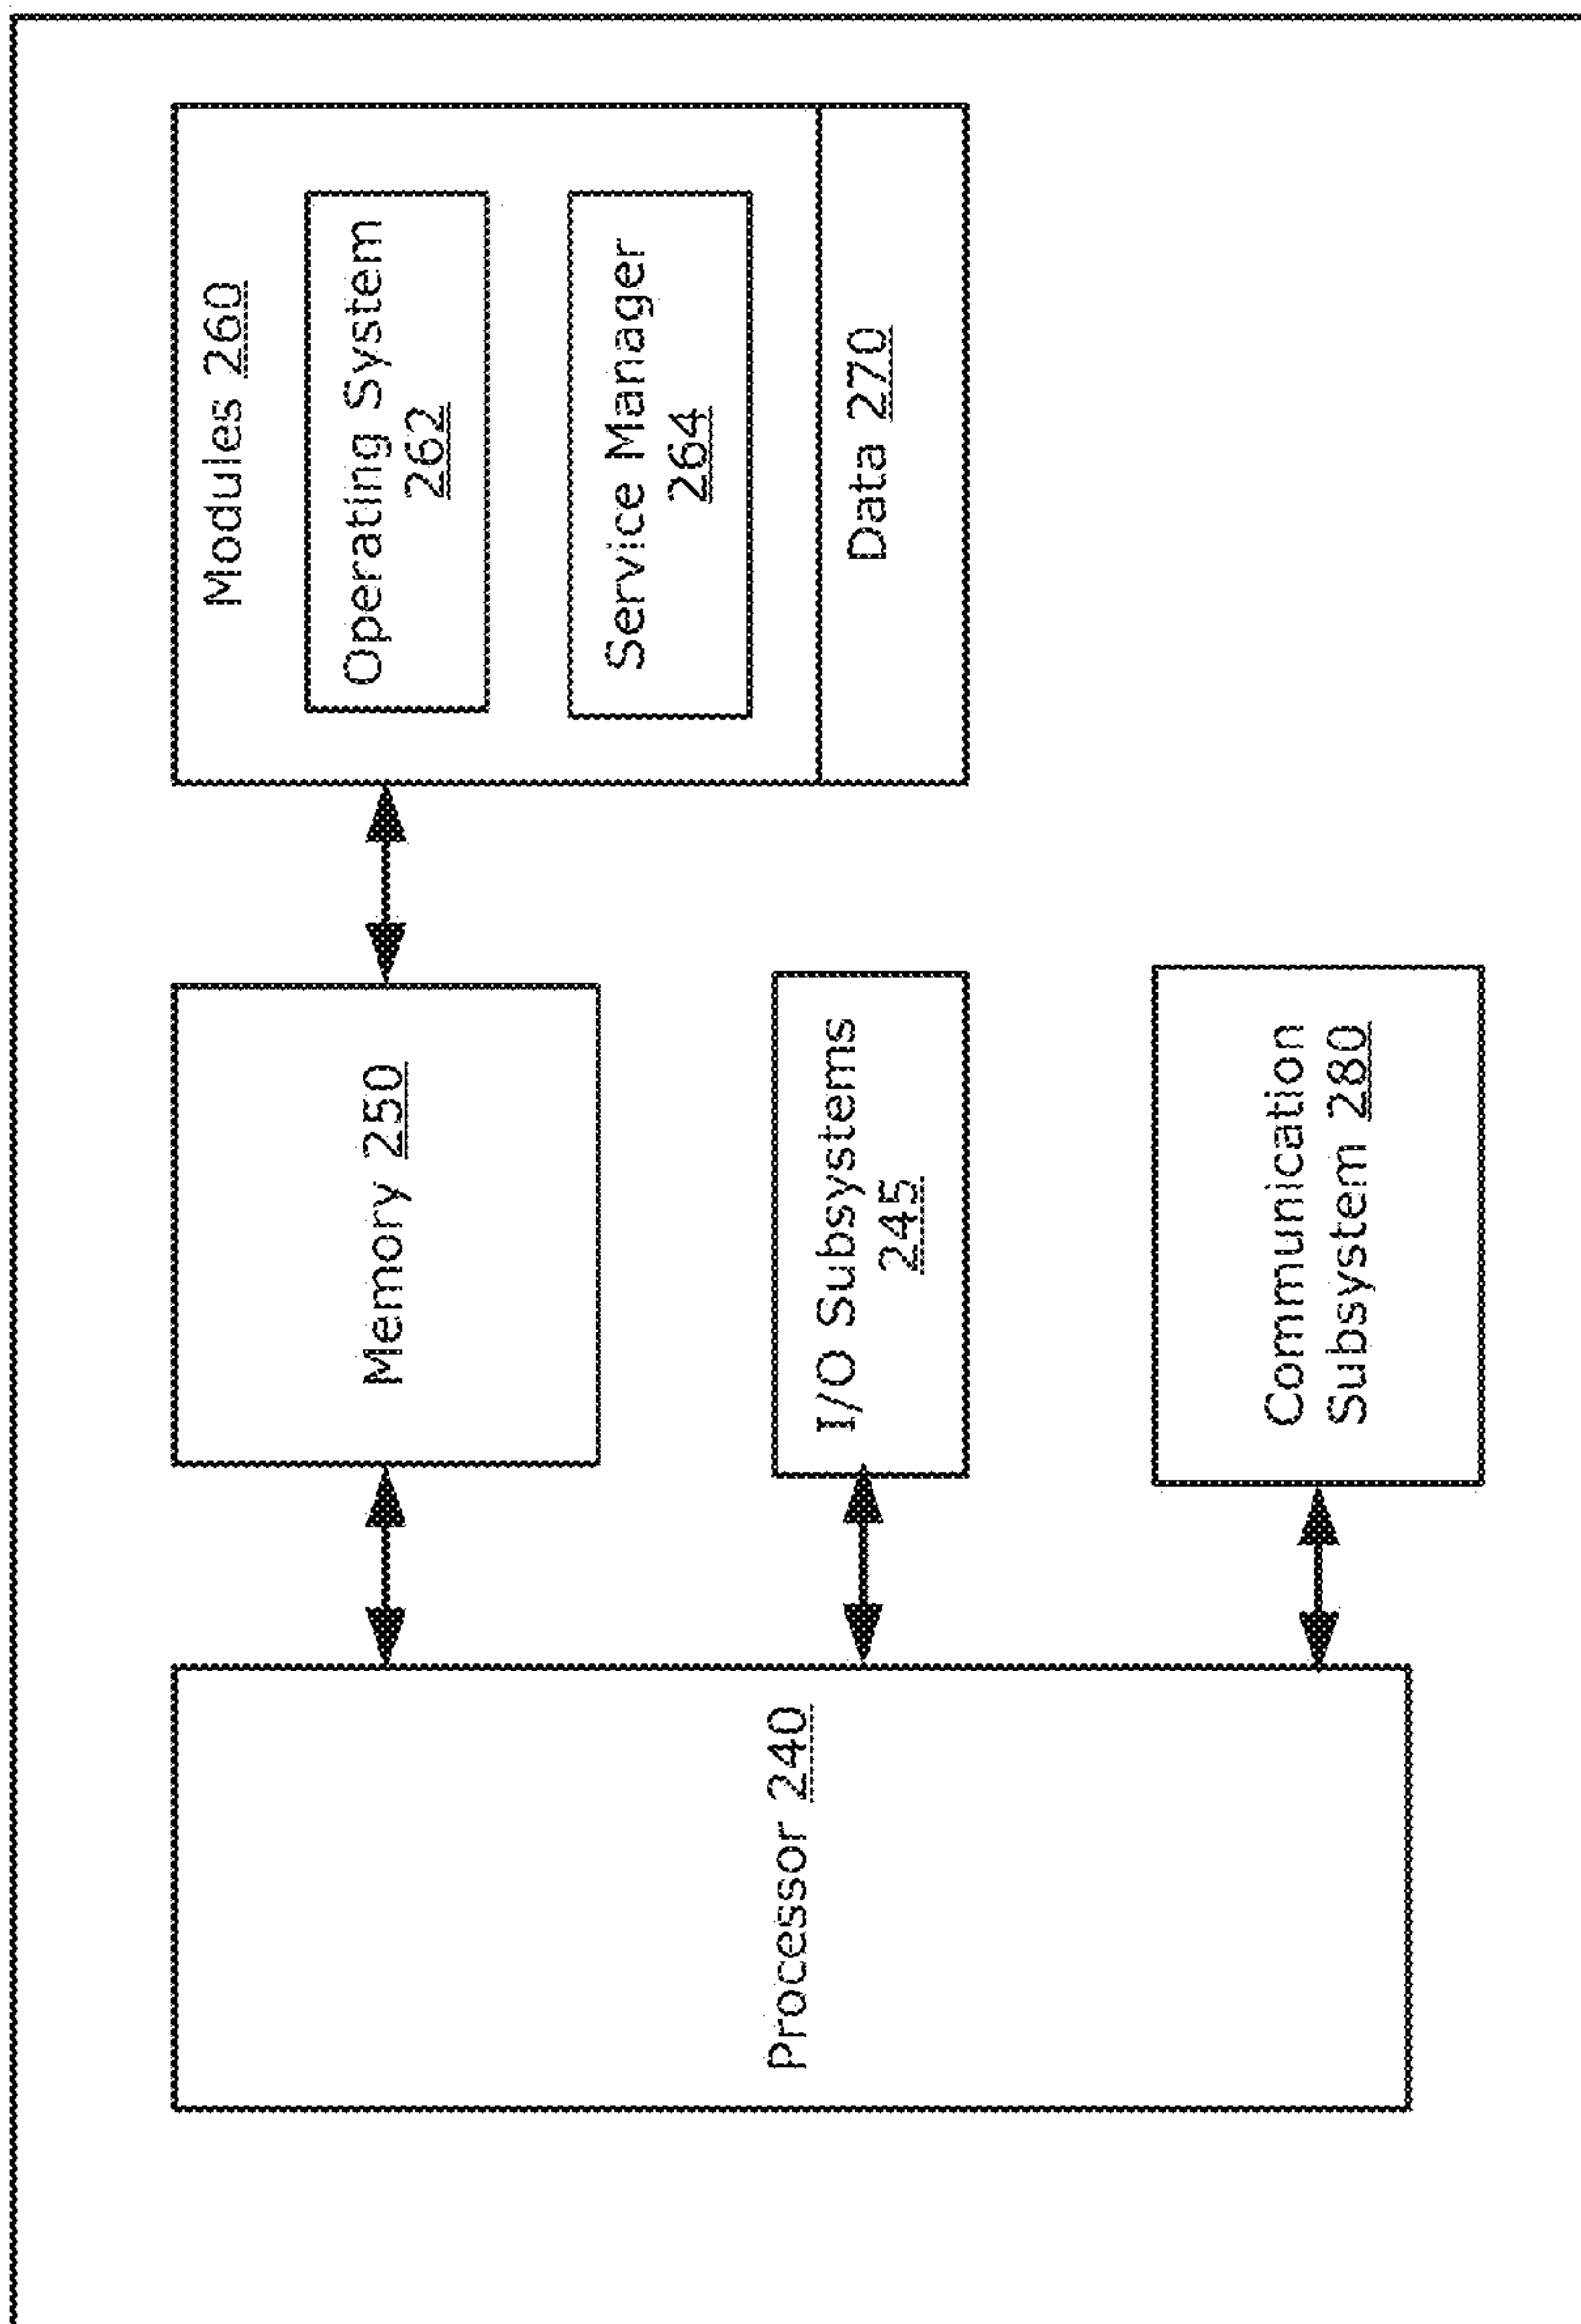 Modules 260
Operating System
262
Service Manager
264
Data 270
Memory 250
I/O Subsystems
245
Communication
Subsystem 280
Processor 240